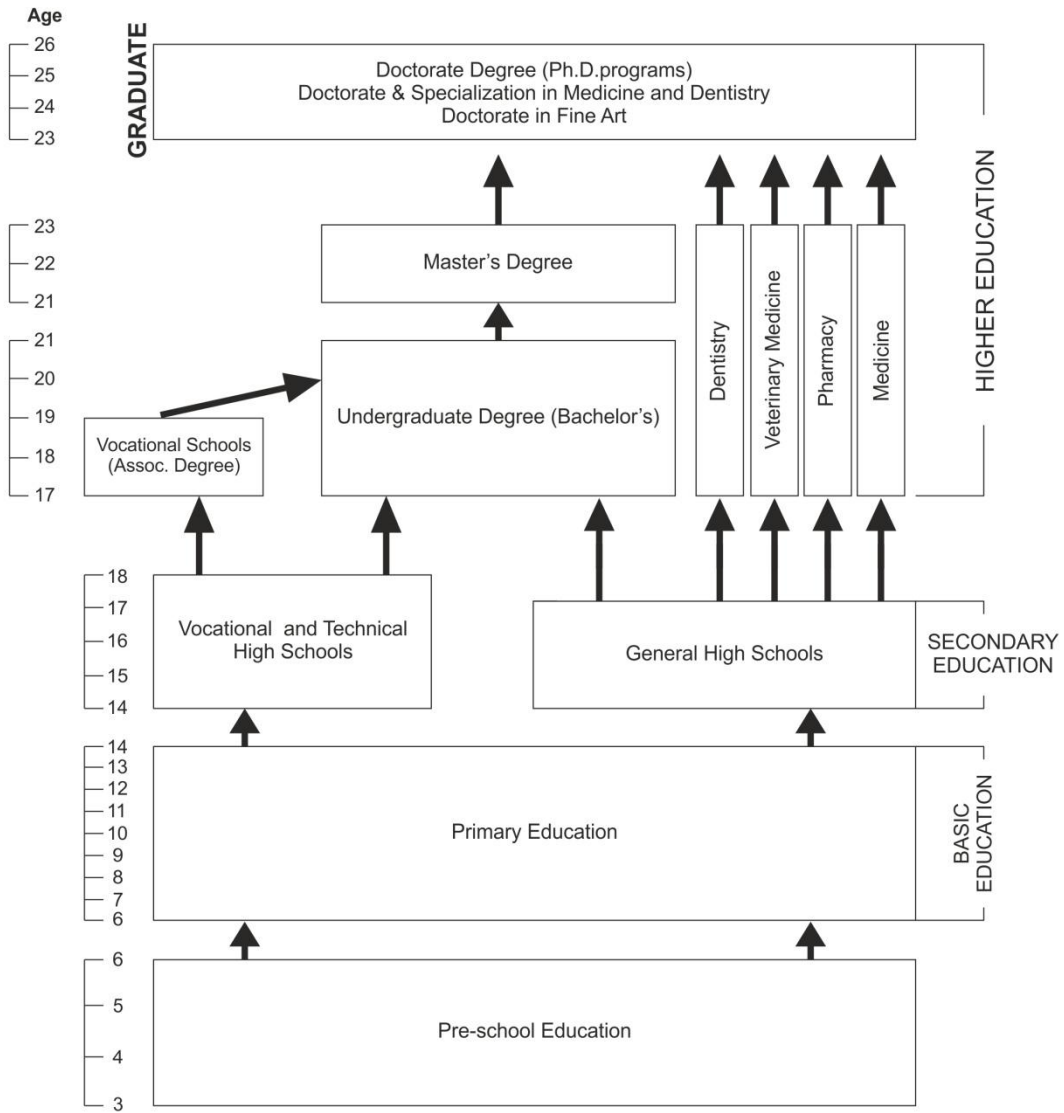 Age
GRADUATE
26
25
24
23
Doctorate Degree (Ph.D.programs)
Doctorate & Specialization in Medicine and Dentistry
Doctorate in Fine Art
HIGHER EDUCATION
23
22
21
Master's Degree
21
20
19
18
17
Undergraduate Degree (Bachelor's)
Vocational Schools
(Assoc. Degree)
Dentistry
Veterinary Medicine
Pharmacy
Medicine
18
17
16
15
14
Vocational and Technical
High Schools
General High Schools
SECONDARY
EDUCATION
14
13
12
11
10
9
8
7
6
Primary Education
BASIC
EDUCATION
6
5
4
3
Pre-school Education